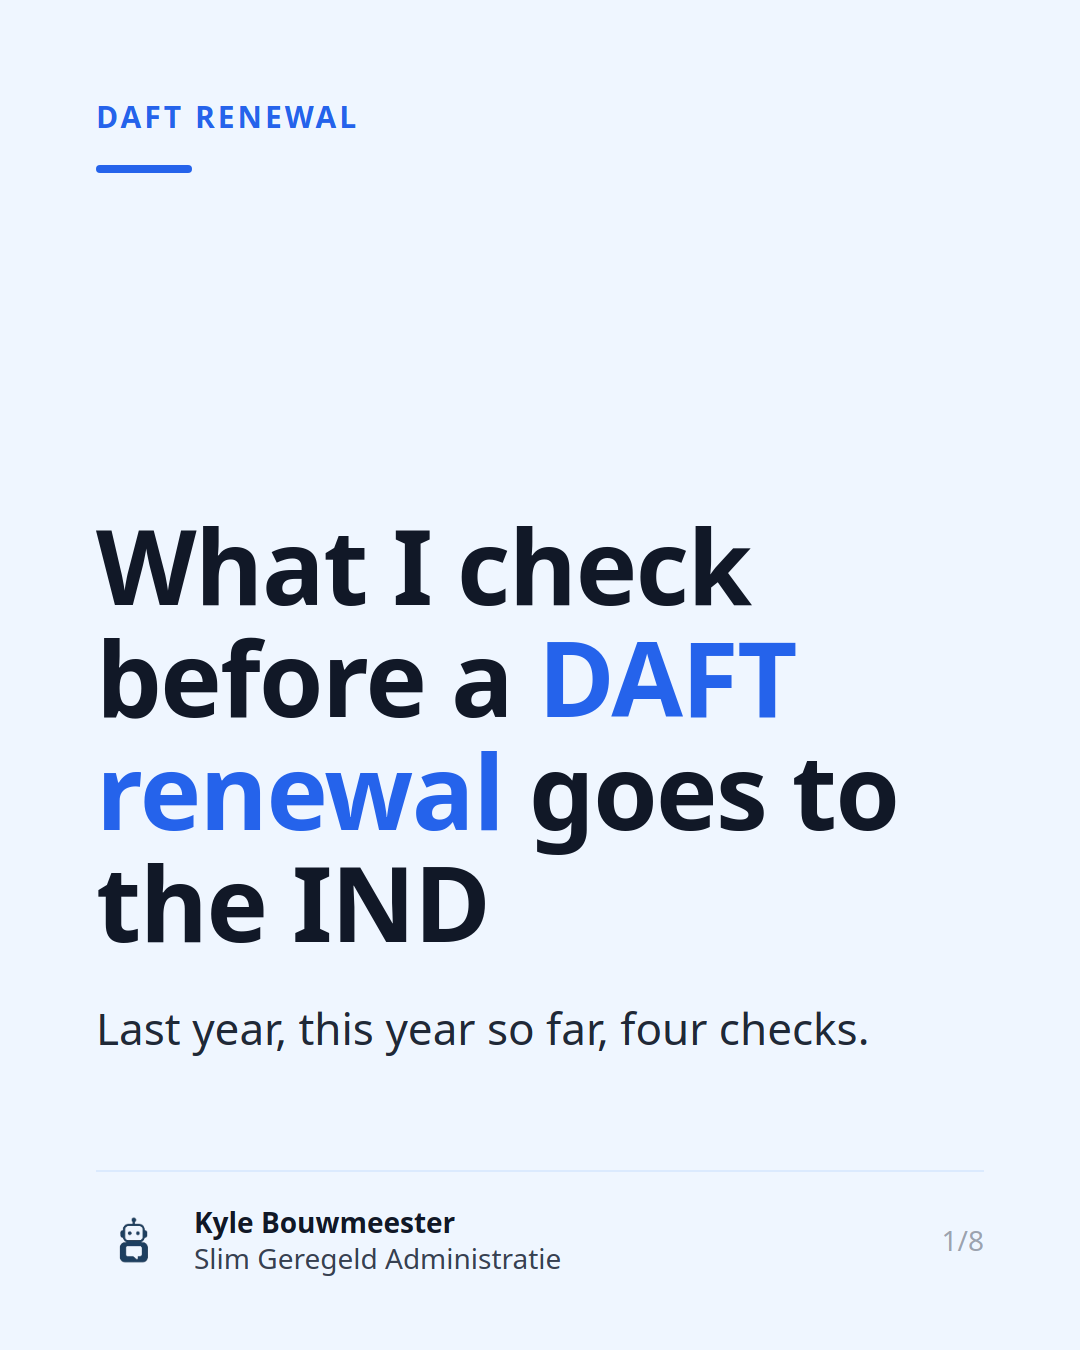 DAFT RENEWAL
What I check
before a DAFT
renewal goes to
the IND
Last year, this year so far, four checks.
Kyle Bouwmeester
Slim Geregeld Administratie
1/8